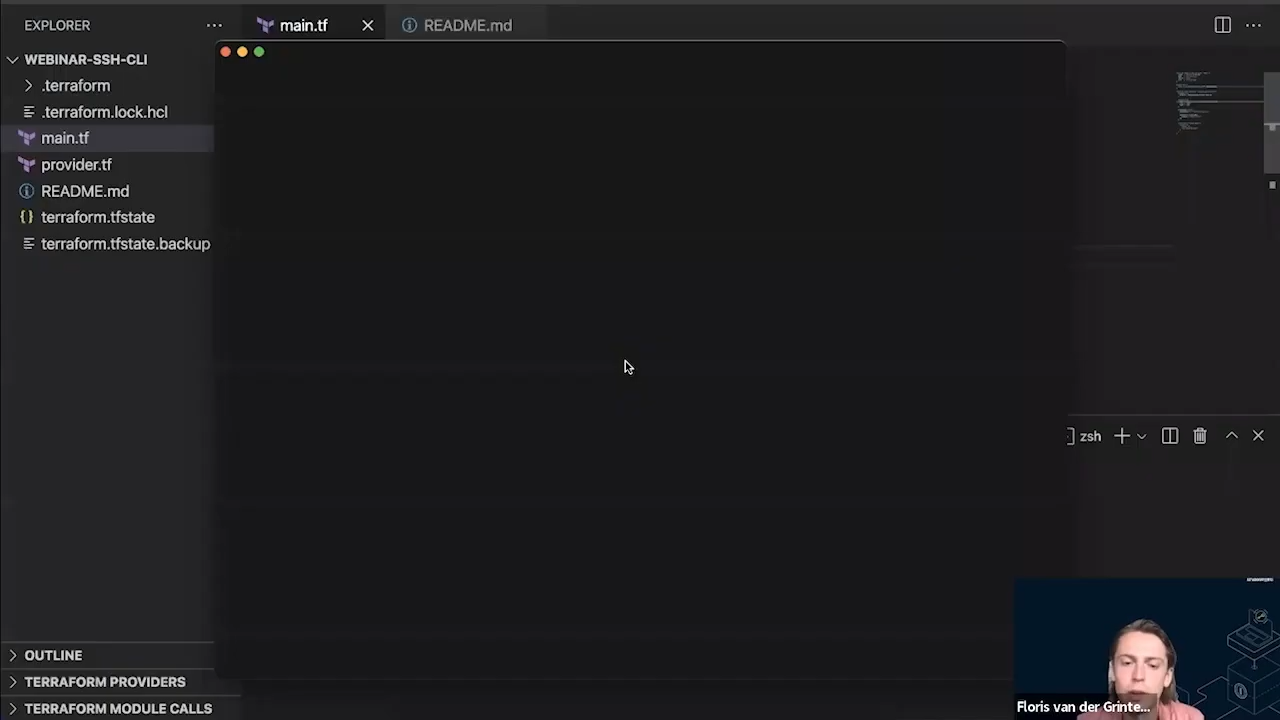 EXPLORER
main.tf
README.md
WEBINAR-SSH-CLI
.terraform
.terraform.lock.hcl
main.tf
provider.tf
README.md
terraform.tfstate
terraform.tfstate.backup
zsh
OUTLINE
TERRAFORM PROVIDERS
TERRAFORM MODULE CALLS
Floris van der Grinte...